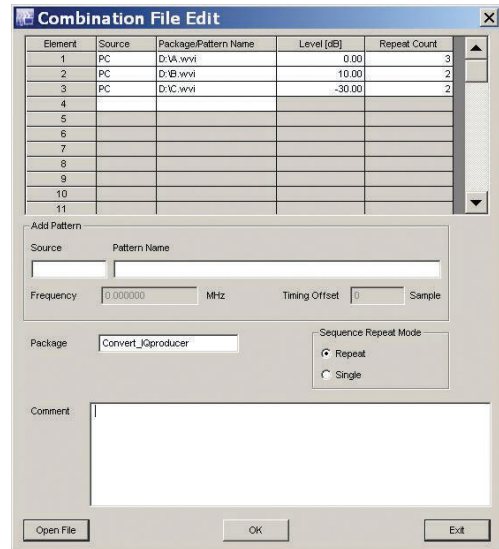 Combination File Edit
Element Source Package/Pattern Name Level [dB] Repeat Count
1 PC D:\A.wvi 0.00 3
2 PC D:\B.wvi 10.00 2
3 PC D:\C.wvi -30.00 2
4
5
6
7
8
9
10
11
Add Pattern
Source Pattern Name
Frequency 0.000000 MHz Timing Offset 0 Sample
Package Convert_IQproducer
Sequence Repeat Mode
Repeat
Single
Comment
Open File OK Exit